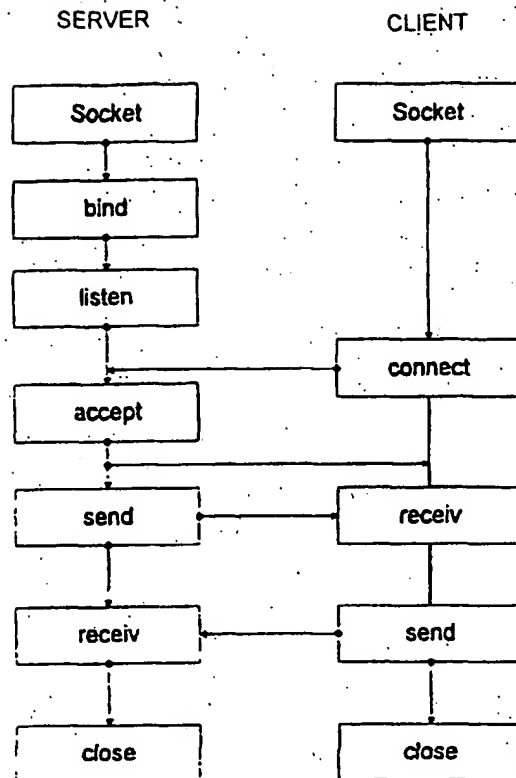 SERVER
CLIENT
Socket
Socket
bind
listen
connect
accept
send
receiv
receiv
send
close
close